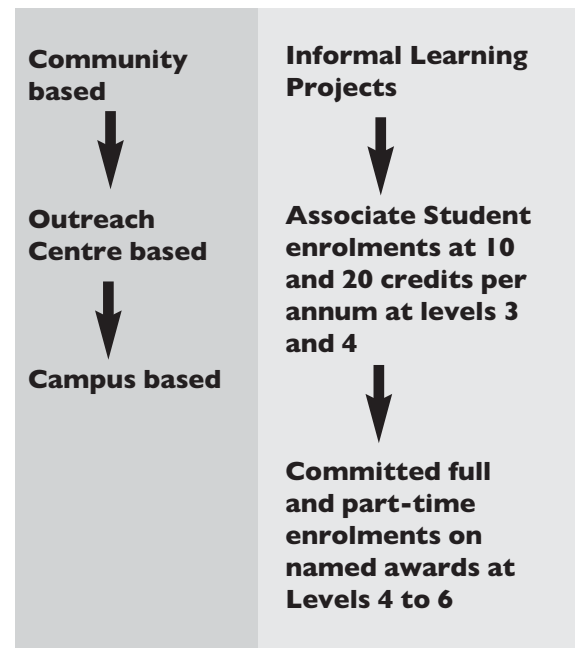 Community
based
Outreach
Centre based
Campus based
Informal Learning
Projects
Associate Student
enrolments at 10
and 20 credits per
annum at levels 3
and 4
Committed full
and part-time
enrolments on
named awards at
Levels 4 to 6